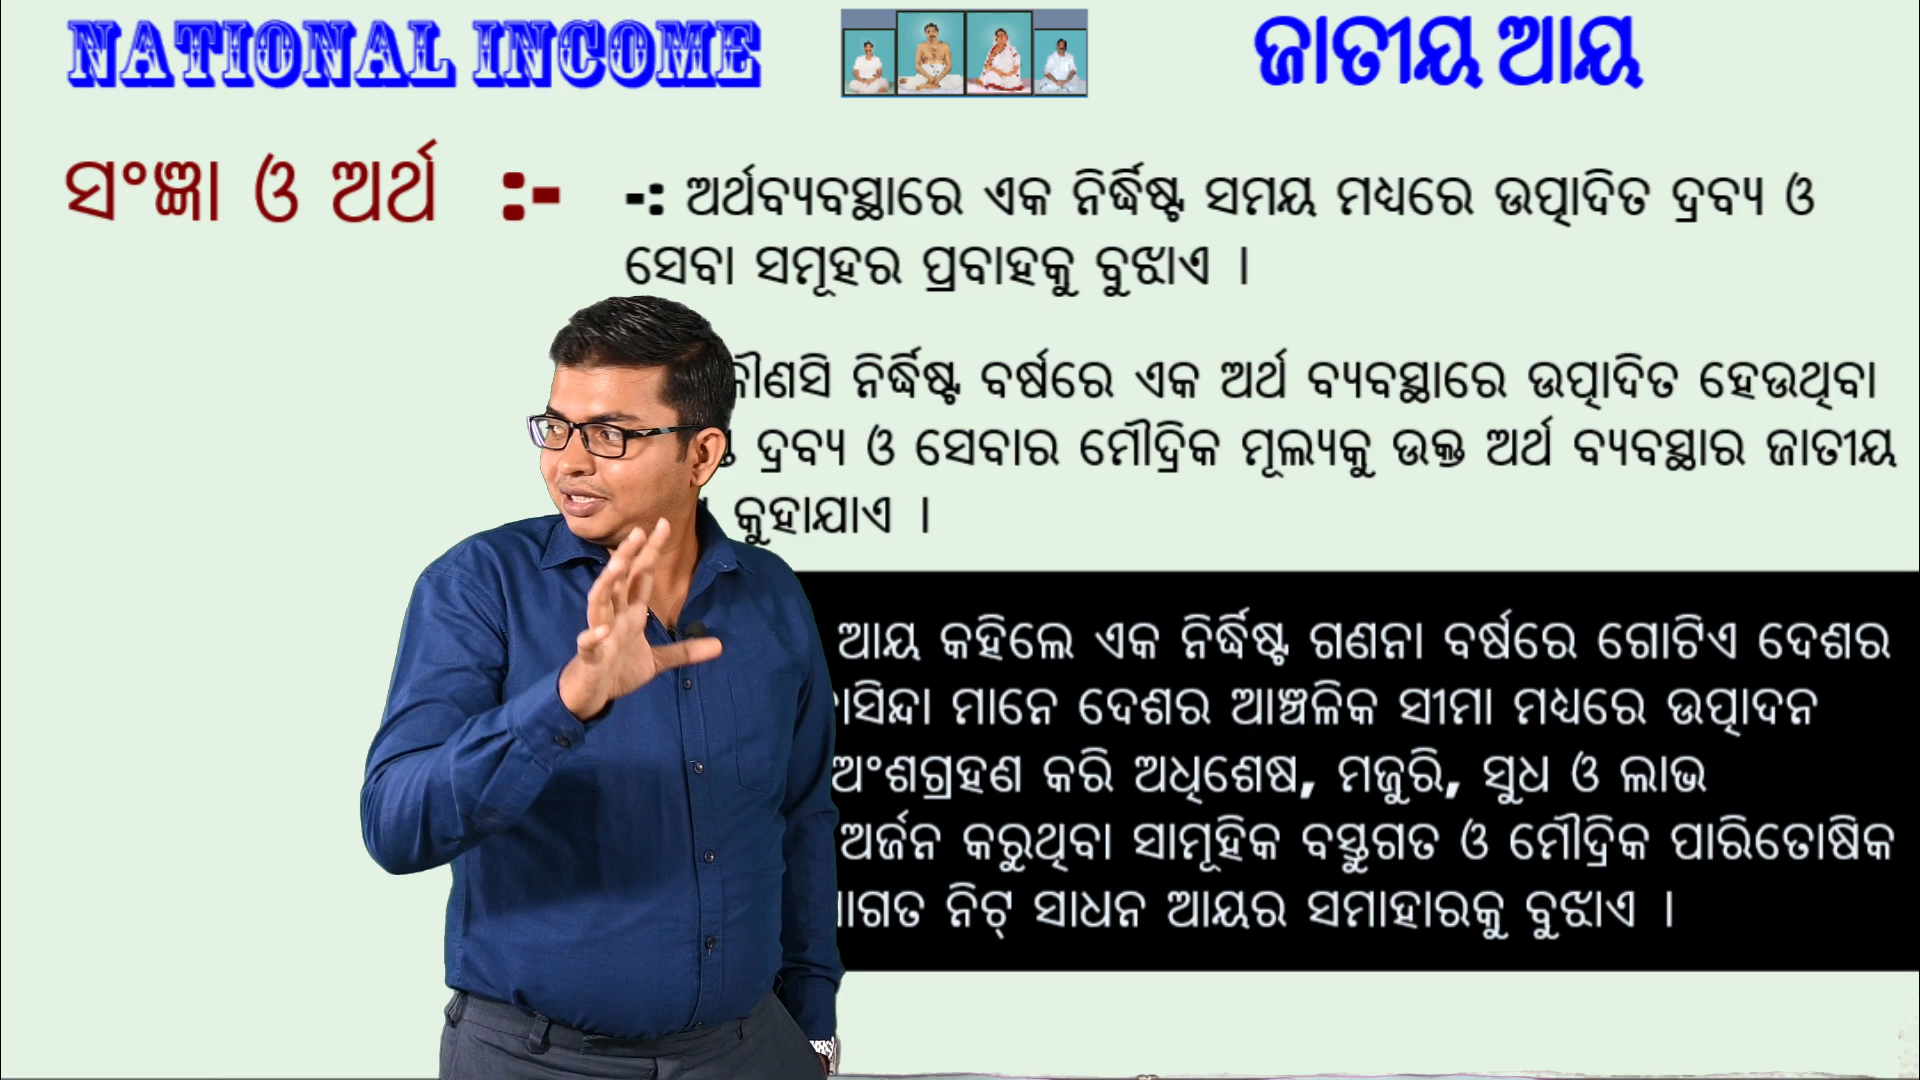 NATIONAL INCOME
ଜାତୀୟ ଆୟ
ସଂଜ୍ଞା ଓ ଅର୍ଥ :-
-: ଅର୍ଥବ୍ୟବସ୍ଥାରେ ଏକ ନିର୍ଦ୍ଧିଷ୍ଟ ସମୟ ମଧ୍ୟରେ ଉତ୍ପାଦିତ ଦ୍ରବ୍ୟ ଓ
ସେବା ସମୂହର ପ୍ରବାହକୁ ବୁଝାଏ ।
ନିର୍ଦ୍ଧିଷ୍ଟ ବର୍ଷରେ ଏକ ଅର୍ଥ ବ୍ୟବସ୍ଥାରେ ଉତ୍ପାଦିତ ହେଉଥିବା
ଦ୍ରବ୍ୟ ଓ ସେବାର ମୌଦ୍ରିକ ମୂଲ୍ୟକୁ ଉକ୍ତ ଅର୍ଥ ବ୍ୟବସ୍ଥାର ଜାତୀୟ
କୁହାଯାଏ ।
ଆୟ କହିଲେ ଏକ ନିର୍ଦ୍ଧିଷ୍ଟ ଗଣନା ବର୍ଷରେ ଗୋଟିଏ ଦେଶର
ମାନେ ଦେଶର ଆଞ୍ଚଳିକ ସୀମା ମଧ୍ୟରେ ଉତ୍ପାଦନ
ଅଂଶଗ୍ରହଣ କରି ଅଧିଶେଷ, ମଜୁରି, ସୁଧ ଓ ଲାଭ
ଅର୍ଜନ କରୁଥିବା ସାମୂହିକ ବସ୍ତୁଗତ ଓ ମୌଦ୍ରିକ ପାରିତୋଷିକ
ନିଟ୍ ସାଧନ ଆୟର ସମାହାରକୁ ବୁଝାଏ ।